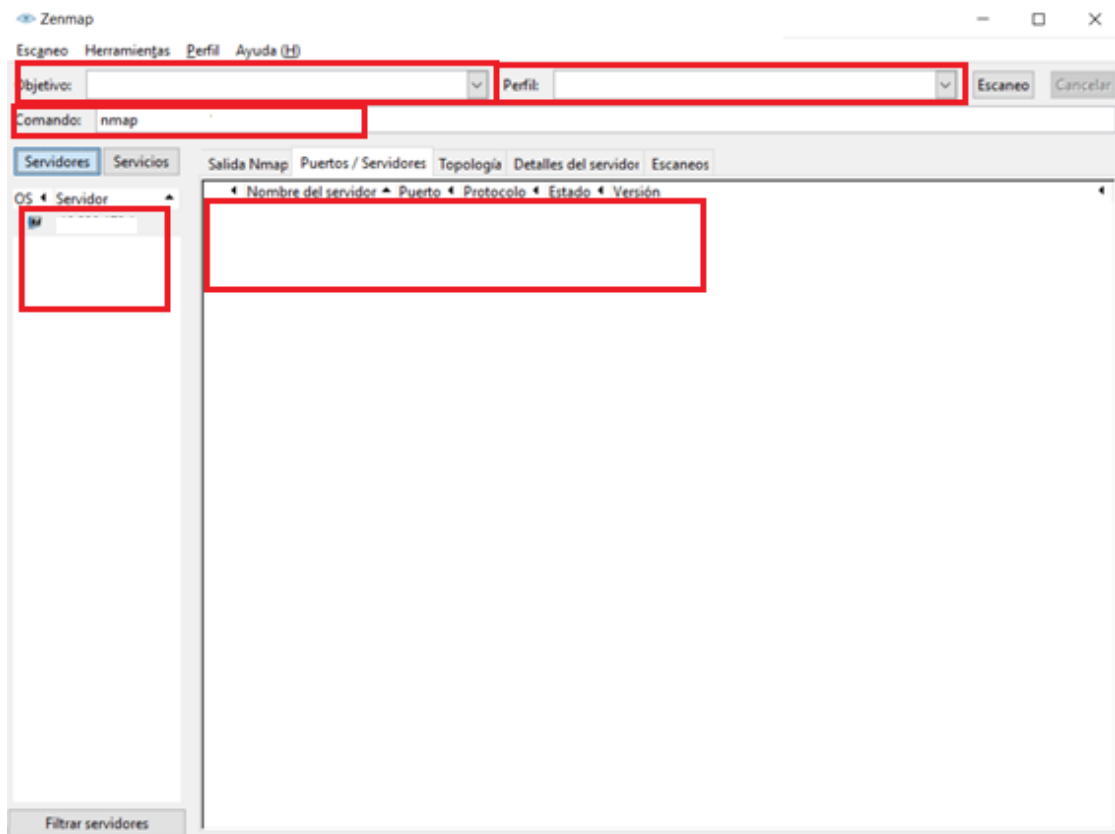 Zenmap
Escaneo Herramientas Perfil Ayuda (H)
Objetivo: Perfil: Escaneo Cancelar
Comando: nmap
Servidores Servicios Salida Nmap Puertos / Servidores Topología Detalles del servidor Escaneos
OS Servidor Nombre del servidor Puerto Protocolo Estado Versión
Filtrar servidores